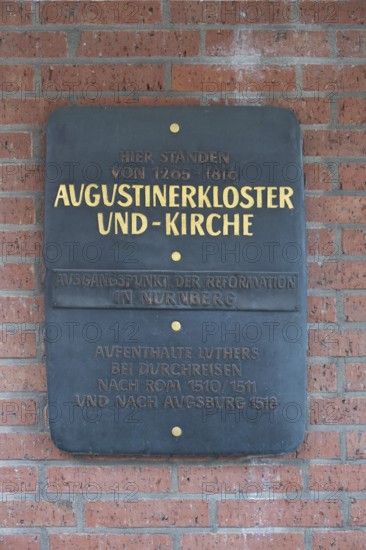 HIER STANDEN
VON 1265-1816
AUGUSTINERKLOSTER
UND-KIRCHE
AUSGANGSPUNKT DER REFORMATION
IN NÜRNBERG
AUFENTHALTE LUTHERS
BEI DURCHREISEN
NACH ROM 1510/1511
UND NACH AUGSBURG 1518